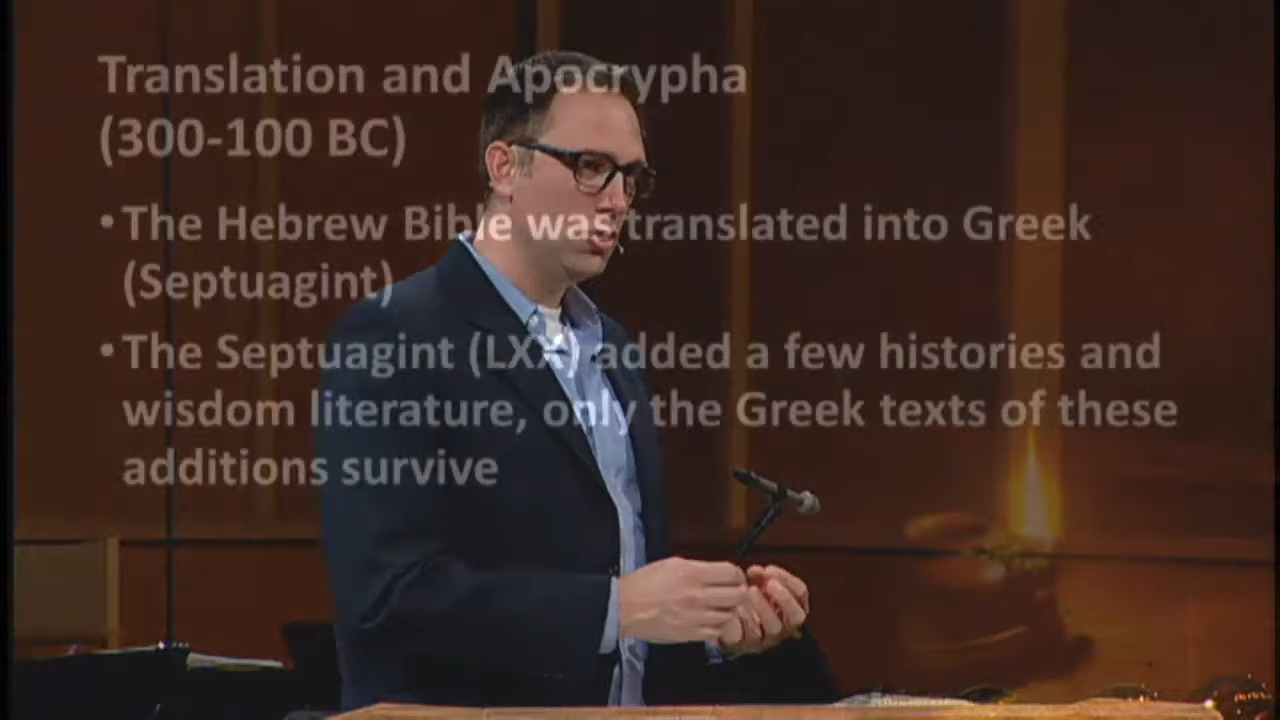 Translation and Apocrypha
(300-100 BC)
•The Hebrew Bible was translated into Greek
(Septuagint)
•The Septuagint (LXX) added a few histories and
wisdom literature, only the Greek texts of these
additions survive